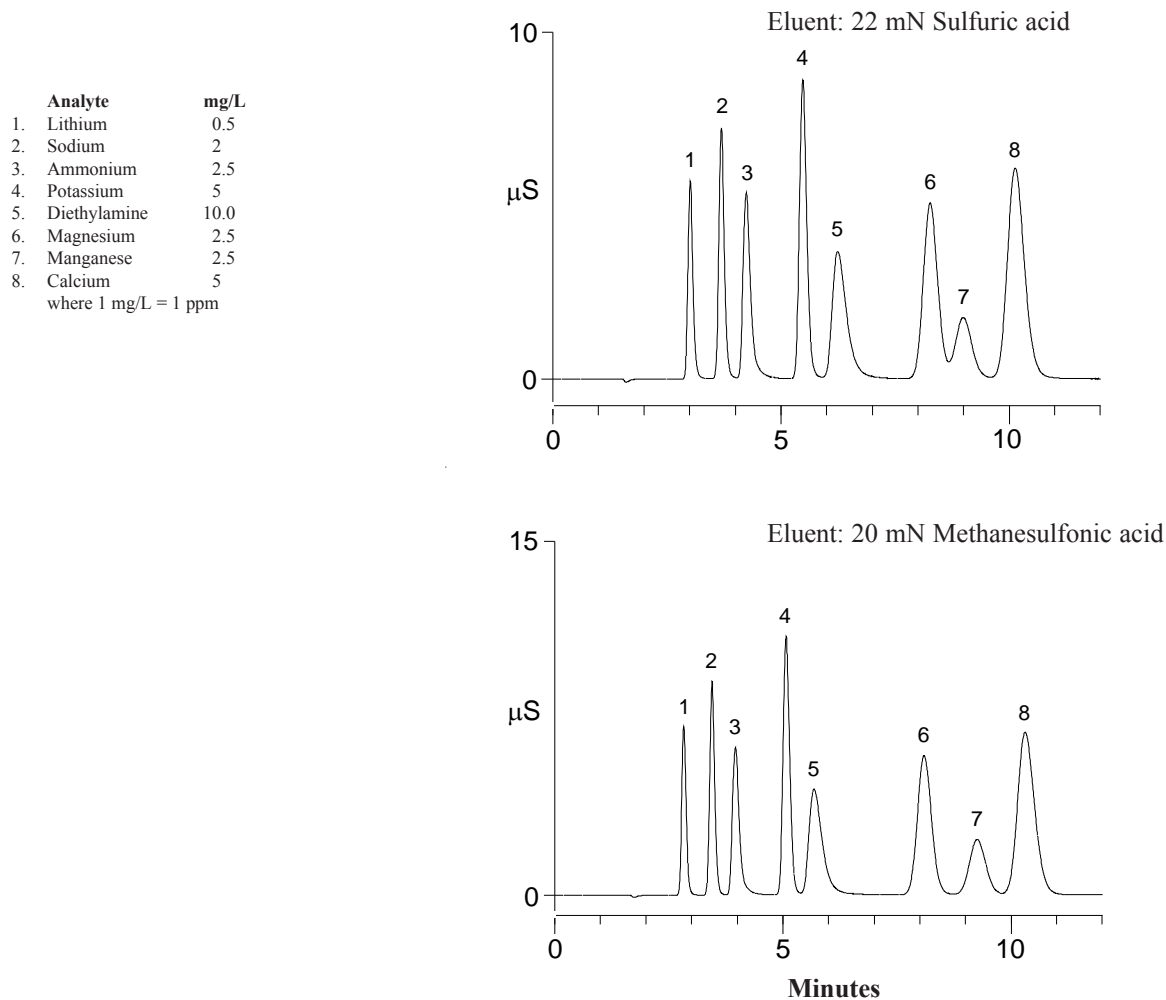 Analyte mg/L
1. Lithium 0.5
2. Sodium 2
3. Ammonium 2.5
4. Potassium 5
5. Diethylamine 10.0
6. Magnesium 2.5
7. Manganese 2.5
8. Calcium 5
where 1 mg/L = 1 ppm
Eluent: 22 mN Sulfuric acid
10
µS
0
1 2 3 4 5 6 7 8
0 5 10
Eluent: 20 mN Methanesulfonic acid
15
µS
0
1 2 3 4 5 6 7 8
0 5 10
Minutes